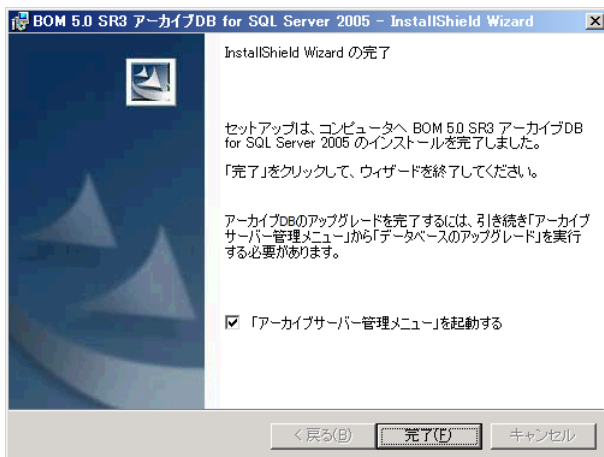 BOM 5.0 SR3 アーカイブDB for SQL Server 2005 - InstallShield Wizard
InstallShield Wizard の完了
セットアップは、コンピュータへ BOM 5.0 SR3 アーカイブDB
for SQL Server 2005 のインストールを完了しました。
「完了」をクリックして、ウィザードを終了してください。
アーカイブDBのアップグレードを完了するには、引き続き「アーカイブ
サーバー管理メニュー」から「データベースのアップグレード」を実行
する必要があります。
「アーカイブサーバー管理メニュー」を起動する
< 戻る(B)
完了(F)
キャンセル